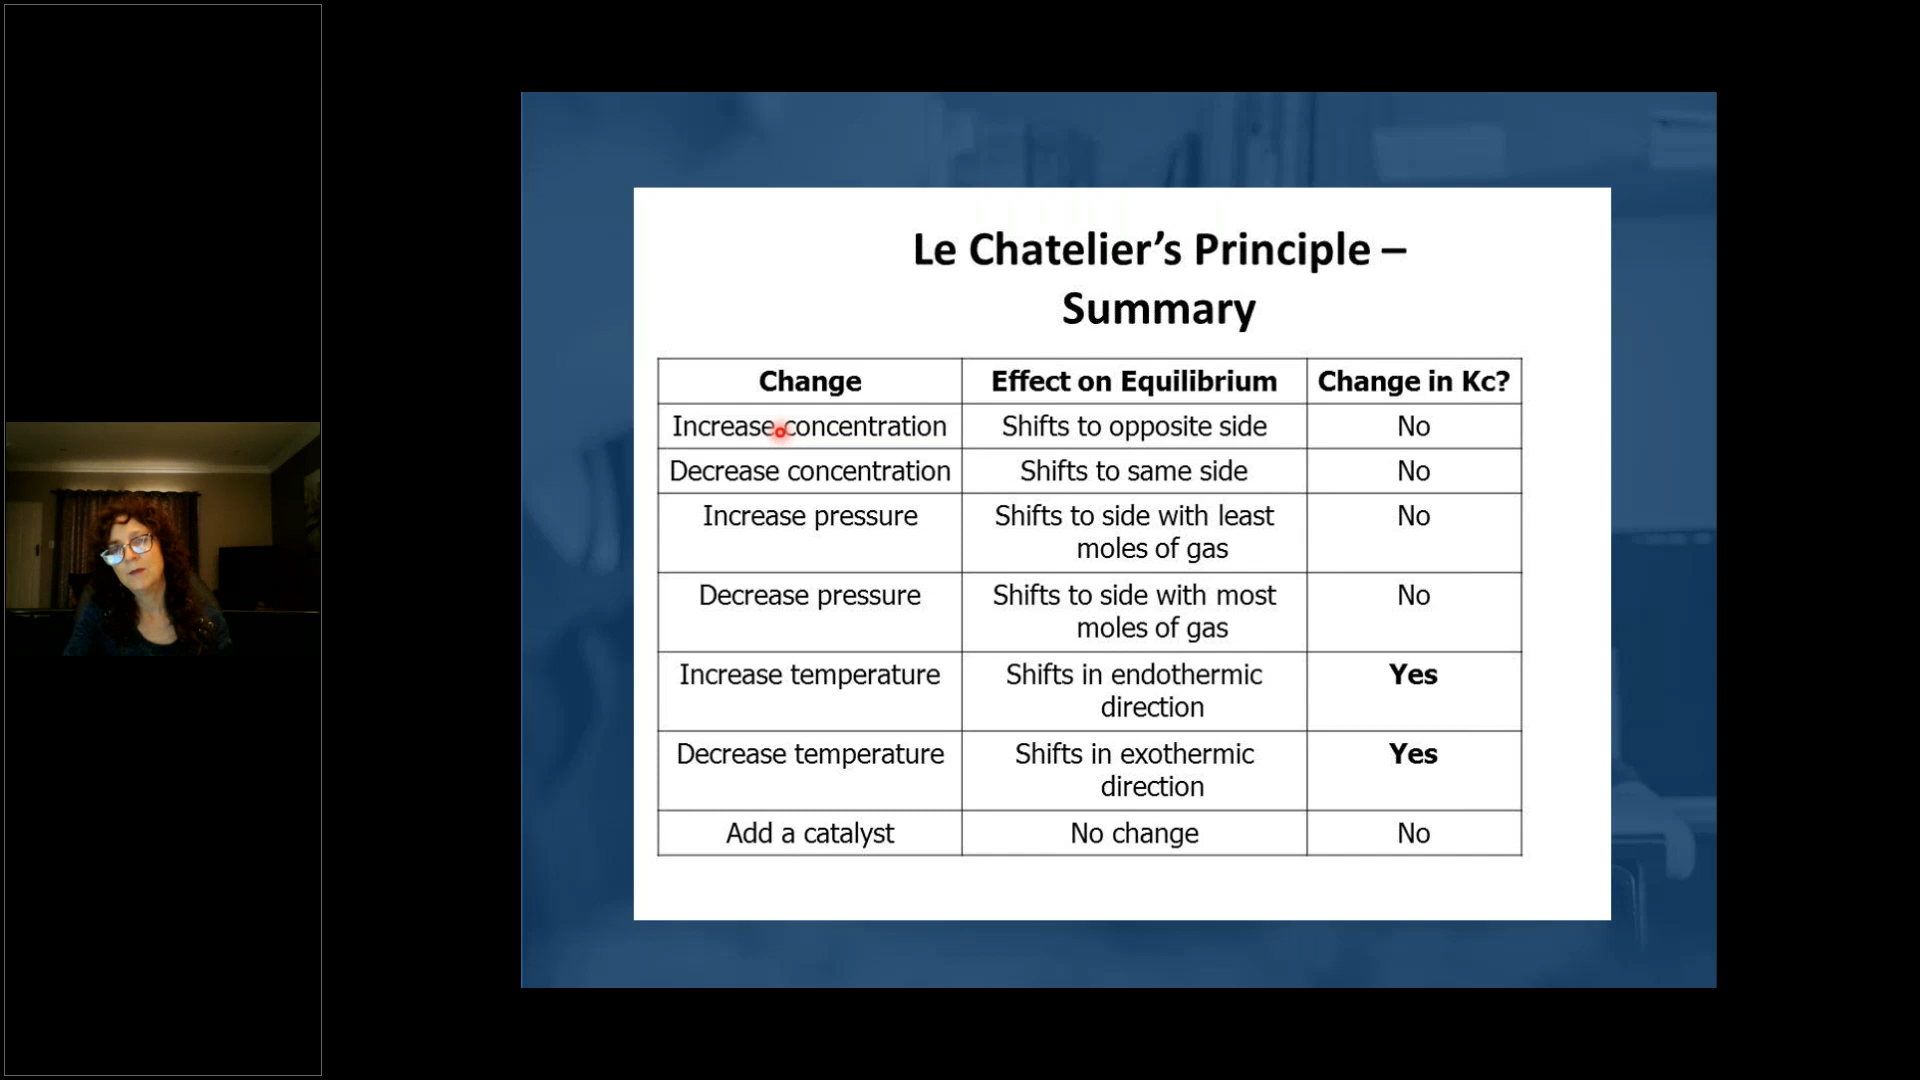 Le Chatelier’s Principle –
Summary
Change Effect on Equilibrium Change in Kc?
Increase concentration Shifts to opposite side No
Decrease concentration Shifts to same side No
Increase pressure Shifts to side with least No
moles of gas
Decrease pressure Shifts to side with most No
moles of gas
Increase temperature Shifts in endothermic Yes
direction
Decrease temperature Shifts in exothermic Yes
direction
Add a catalyst No change No